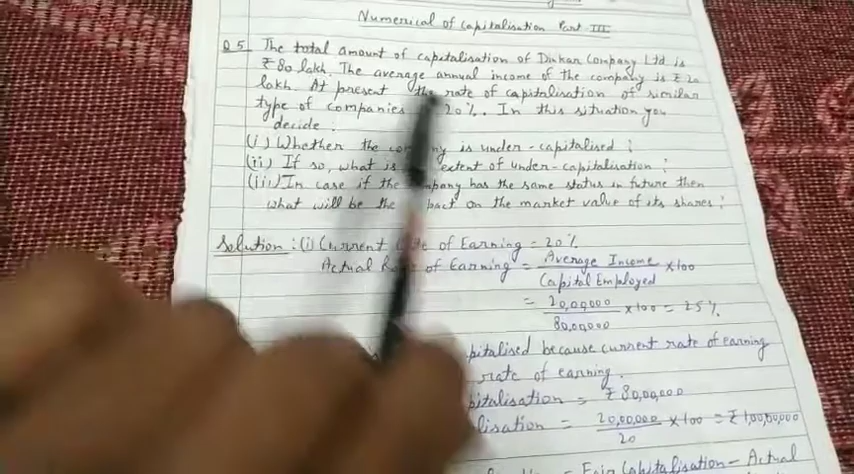 Numerical of capitalisation Part III
Q5 The total amount of capitalisation of Dinkar Company Ltd is
₹80 lakh. The average annual income of the company is ₹20
lakh. At present the rate of capitalisation of similar
type of companies 20%. In this situation you
decide :
(i) Whether the is under-capitalised ;
(ii) If so, what is extent of under-capitalisation ;
(iii) In case if the has the same status in future then
what will be the on the market value of its shares ;
Solution : (i) Current of Earning = 20%
Actual of Earning = Average Income ×100
Capital Employed
= 20,00,000 ×100 = 25%
80,00,000
because current rate of earning
rate of earning.
= ₹80,00,000
= 20,00,000 ×100 = ₹1,00,00,000
20
= Fair Capitalisation - Actual